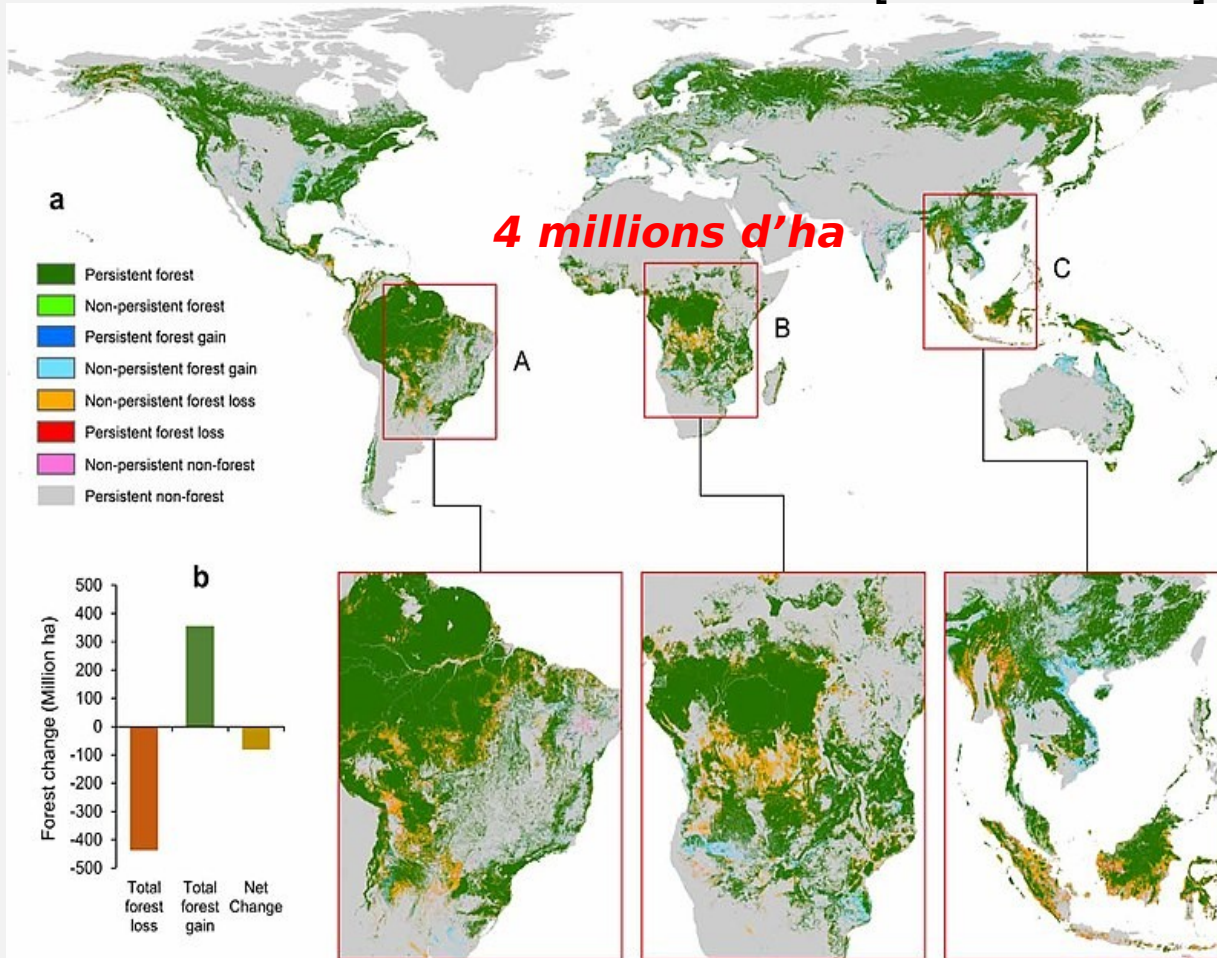 a
4 millions d’ha
Persistent forest
Non-persistent forest
Persistent forest gain
Non-persistent forest gain
Non-persistent forest loss
Persistent forest loss
Non-persistent non-forest
Persistent non-forest
A
B
C
b
Forest change (Million ha)
500
400
300
200
100
0
-100
-200
-300
-400
-500
Total
forest
loss
Total
forest
gain
Net
Change